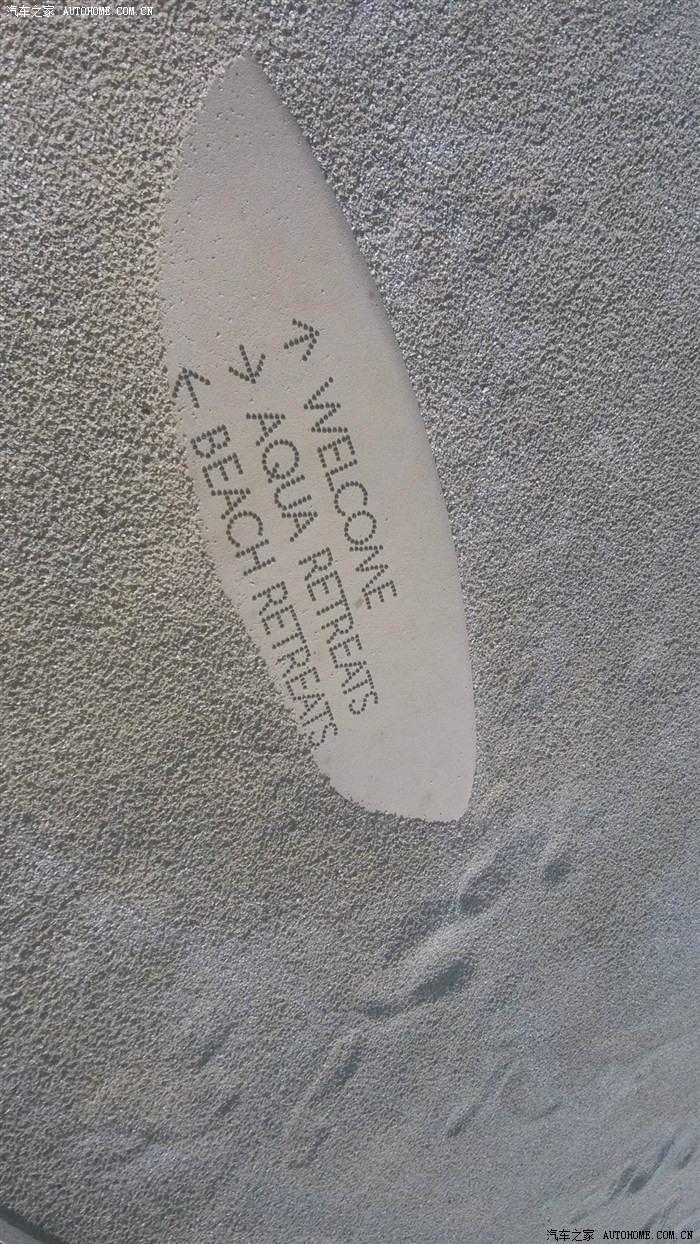 汽车之家 AUTOHOME.COM.CN
← WELCOME
→ AQUA RETREATS
← BEACH RETREATS
汽车之家 AUTOHOME.COM.CN